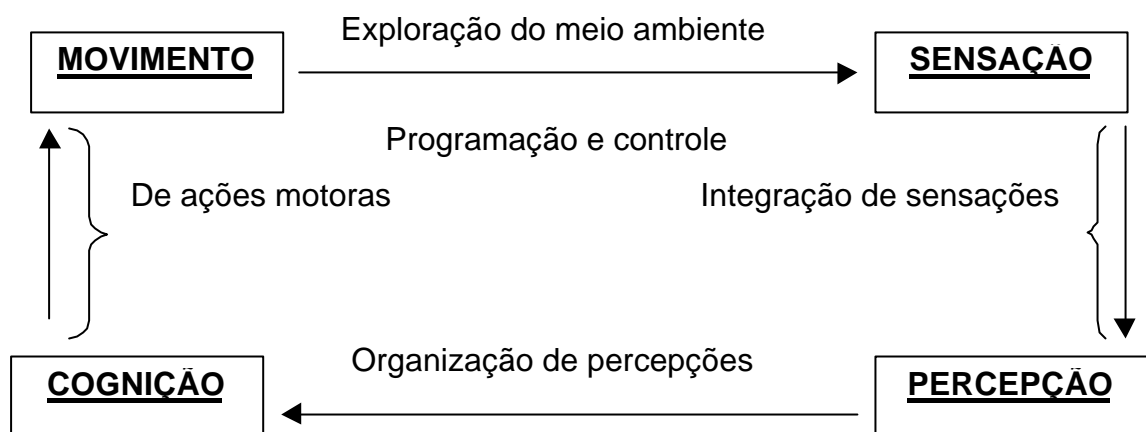 Exploração do meio ambiente
MOVIMENTO
SENSAÇÃO
Programação e controle
De ações motoras
Integração de sensações
Organização de percepções
COGNIÇÃO
PERCEPÇÃO